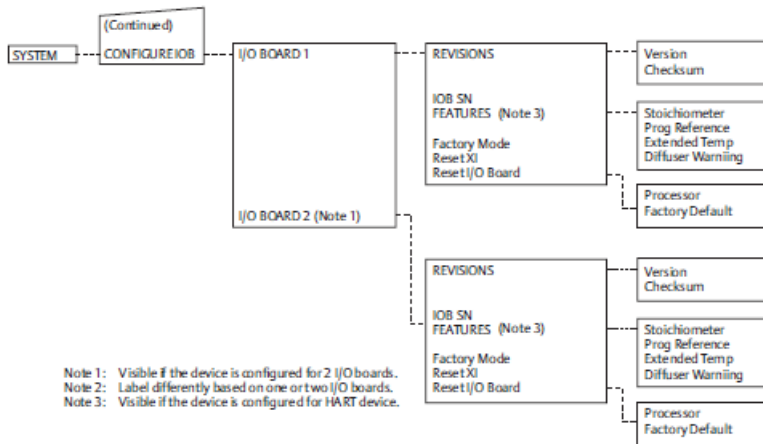 (Continued)
SYSTEM
CONFIGURE IOB
I/O BOARD 1
I/O BOARD 2 (Note 1)
REVISIONS
IOB SN
FEATURES (Note 3)
Factory Mode
Reset XI
Reset I/O Board
Version
Checksum
Stoichiometer
Prog Reference
Extended Temp
Diffuser Warniing
Processor
Factory Default
REVISIONS
IOB SN
FEATURES (Note 3)
Factory Mode
Reset XI
Reset I/O Board
Version
Checksum
Stoichiometer
Prog Reference
Extended Temp
Diffuser Warniing
Processor
Factory Default
Note 1: Visible if the device is configured for 2 I/O boards.
Note 2: Label differently based on one or two I/O boards.
Note 3: Visible if the device is configured for HART device.